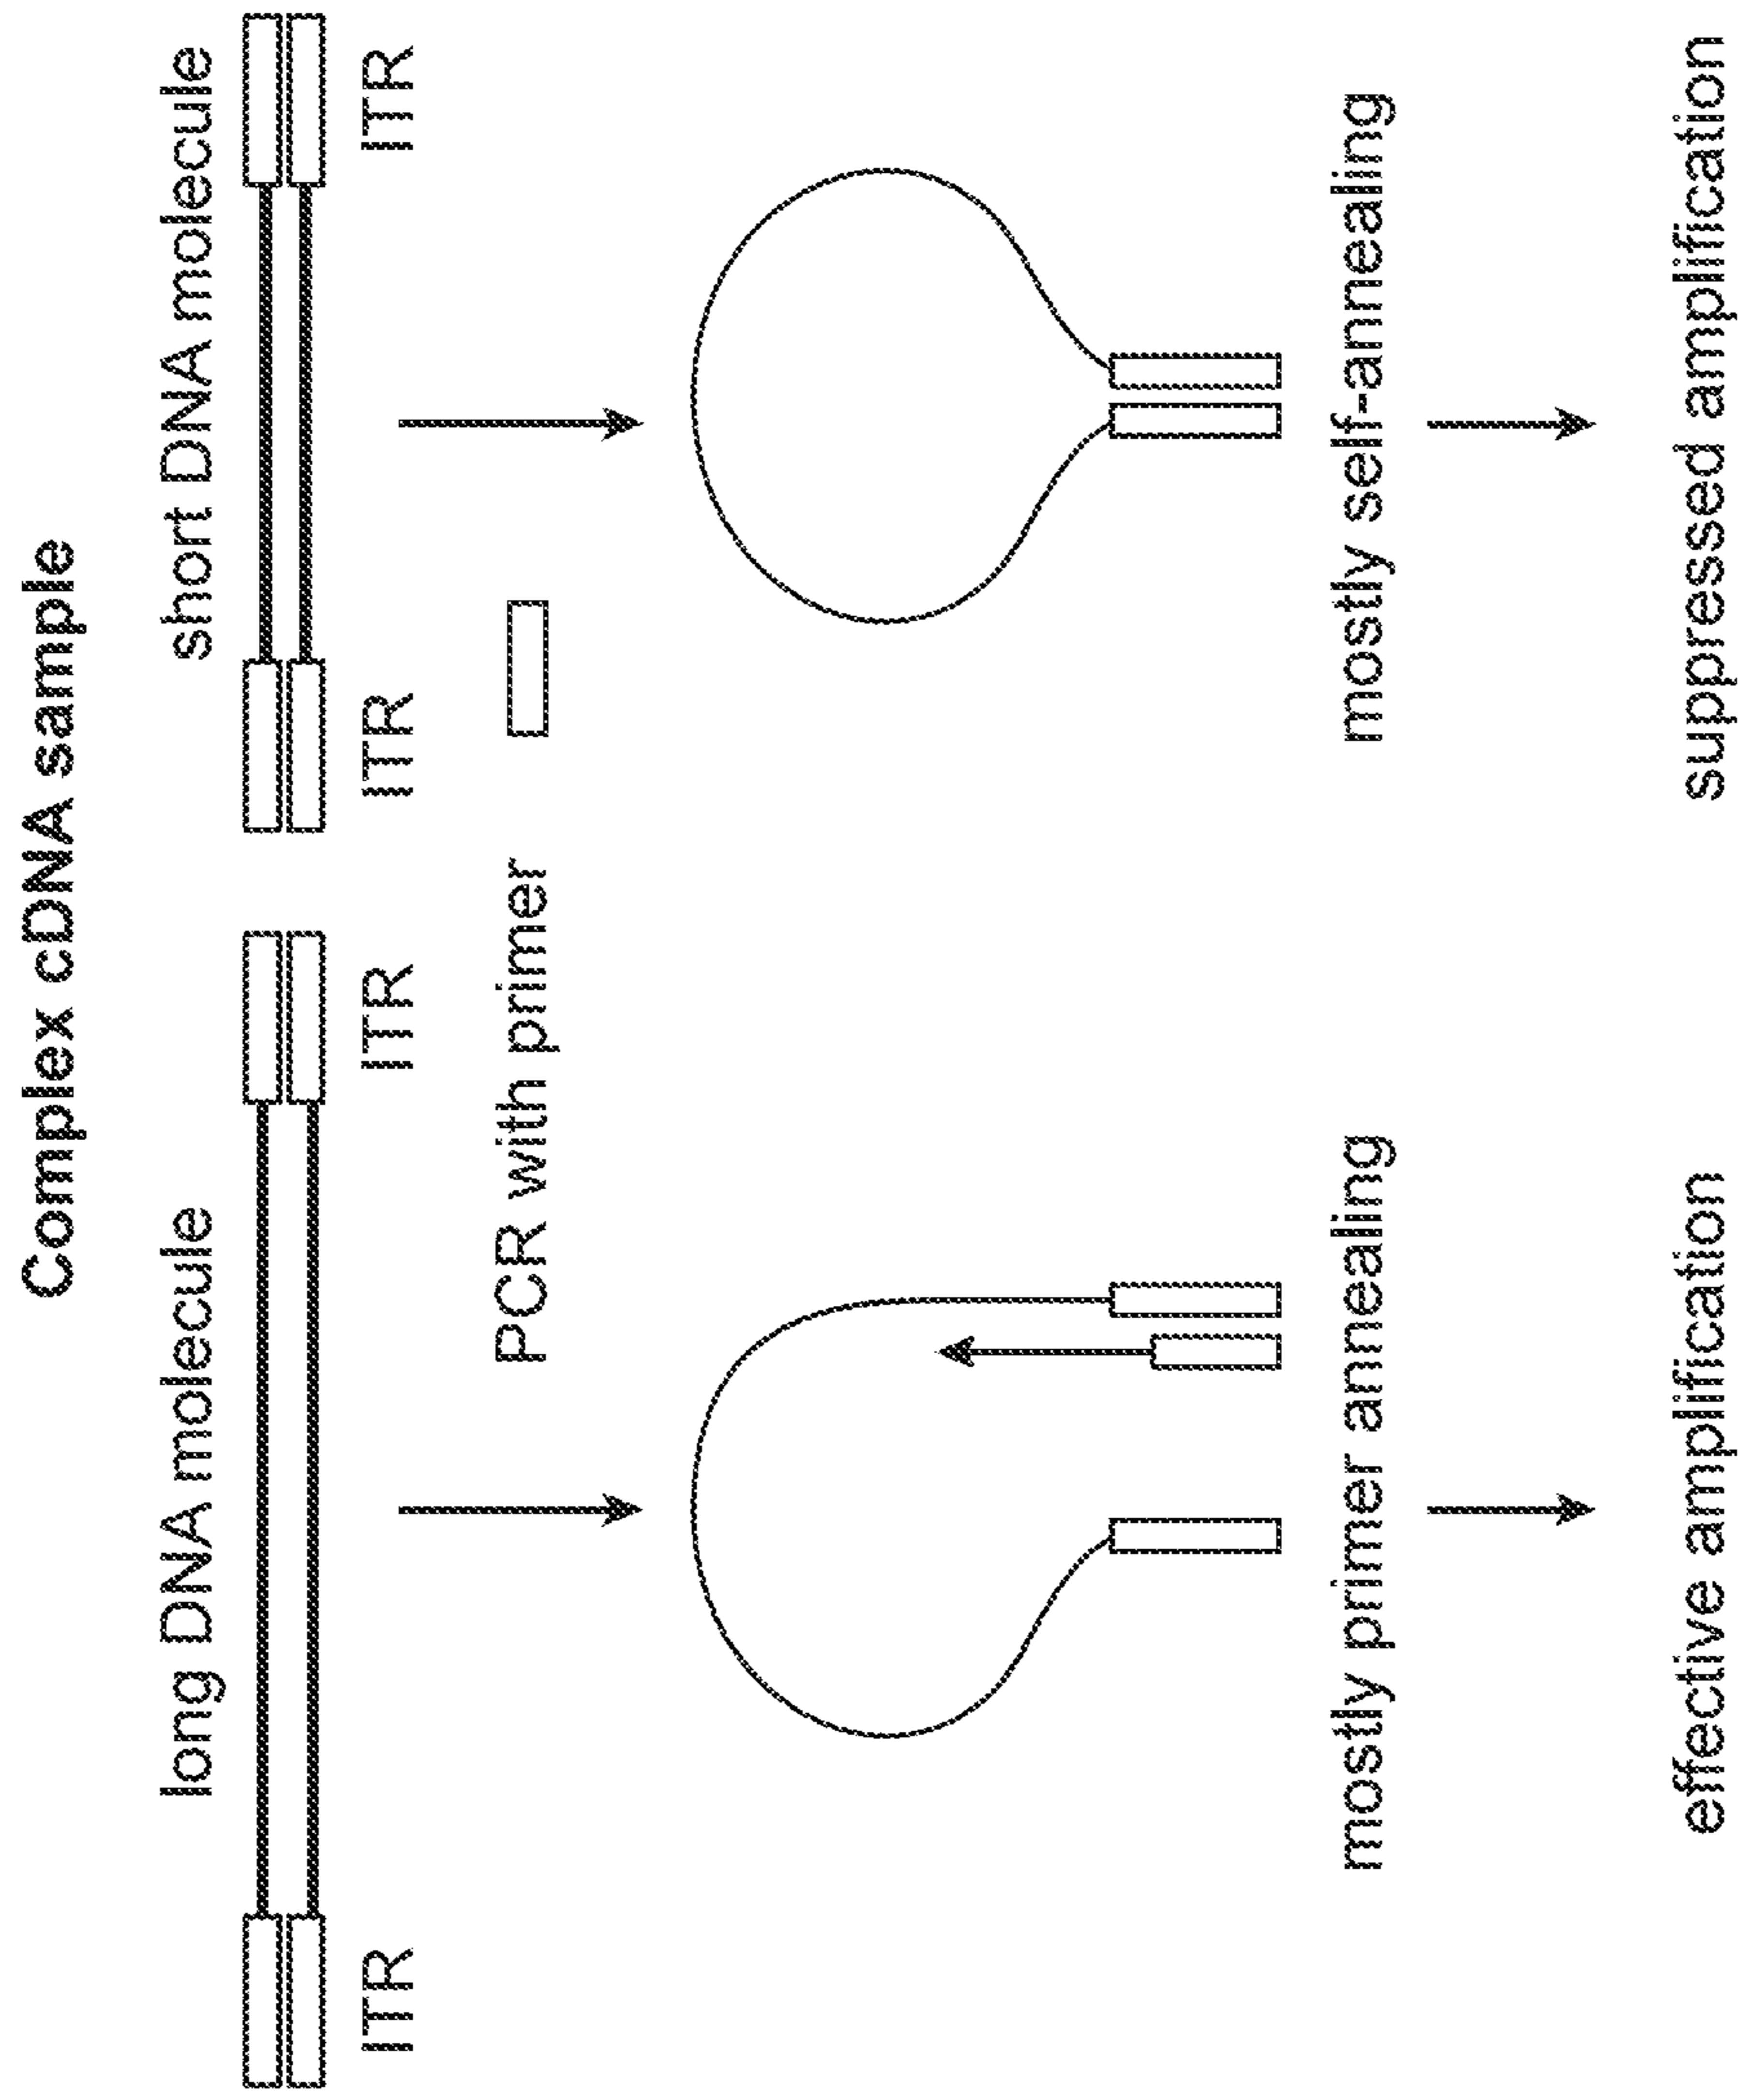 Complex cDNA sample
long DNA molecule
short DNA molecule
ITR
ITR
ITR
ITR
PCR with primer
mostly primer annealing
mostly self-annealing
effective amplification
suppressed amplification